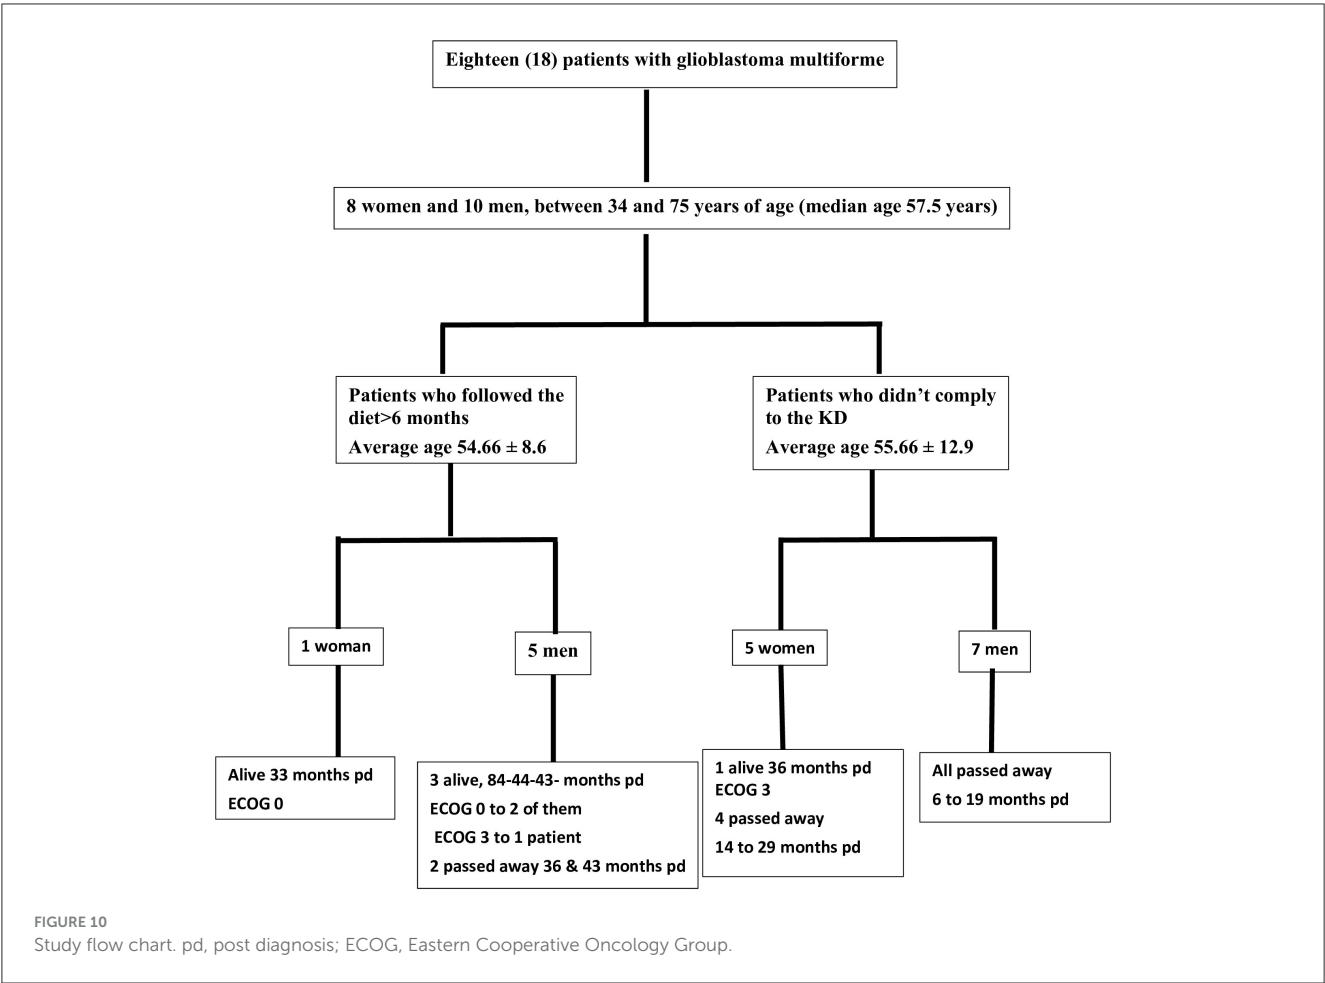 Eighteen (18) patients with glioblastoma multiforme
8 women and 10 men, between 34 and 75 years of age (median age 57.5 years)
Patients who followed the
diet>6 months
Average age 54.66 ± 8.6
Patients who didn't comply
to the KD
Average age 55.66 ± 12.9
1 woman
5 men
5 women
7 men
Alive 33 months pd
ECOG 0
3 alive, 84-44-43- months pd
ECOG 0 to 2 of them
ECOG 3 to 1 patient
2 passed away 36 & 43 months pd
1 alive 36 months pd
ECOG 3
4 passed away
14 to 29 months pd
All passed away
6 to 19 months pd
FIGURE 10
Study flow chart. pd, post diagnosis; ECOG, Eastern Cooperative Oncology Group.